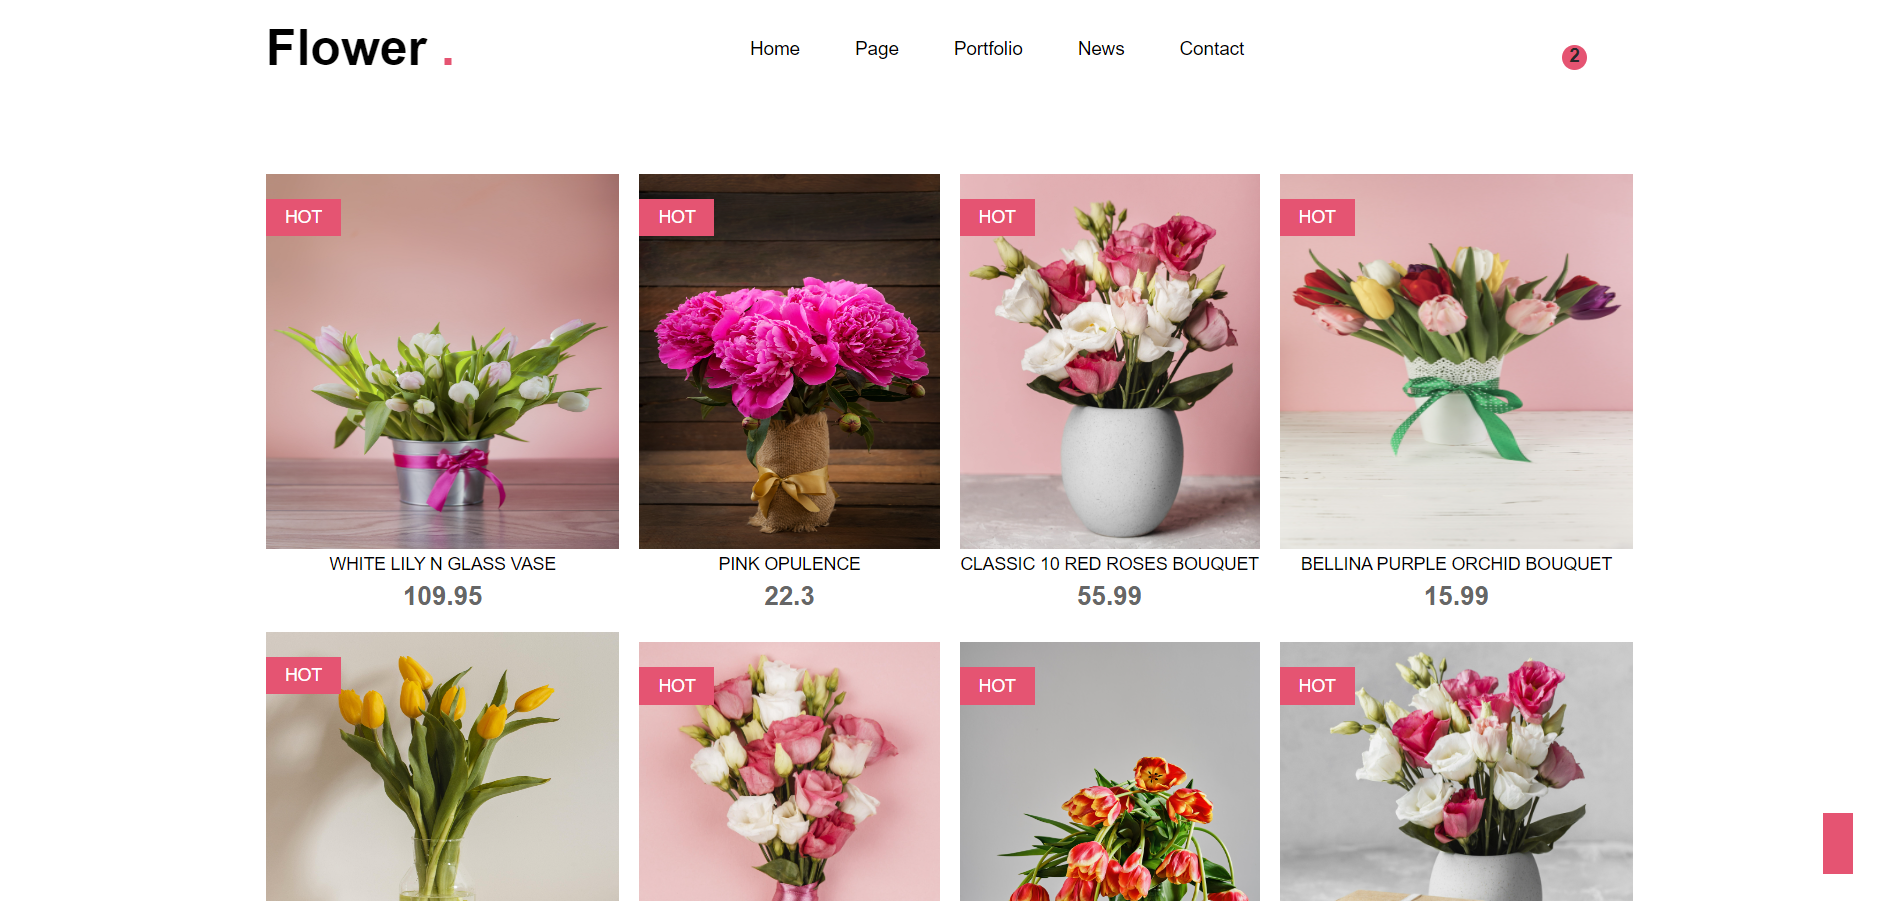 Flower .
Home Page Portfolio News Contact
2
HOT HOT HOT HOT
WHITE LILY N GLASS VASE
109.95
PINK OPULENCE
22.3
CLASSIC 10 RED ROSES BOUQUET
55.99
BELLINA PURPLE ORCHID BOUQUET
15.99
HOT HOT HOT HOT